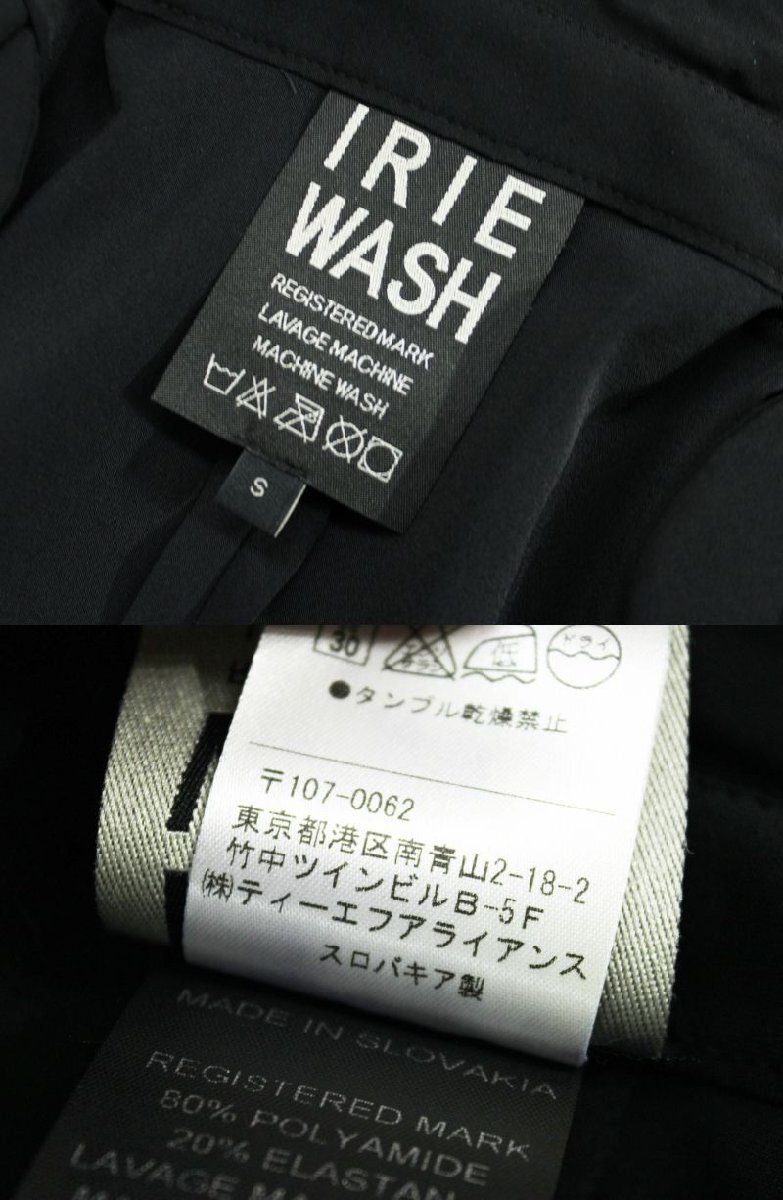 IRIE
WASH
REGISTERED MARK
LAVAGE MACHINE
MACHINE WASH
S
30
ドライ
●タンブル乾燥禁止
〒107-0062
東京都港区南青山2-18-2
竹中ツインビルB-5F
(株)ティーエフアライアンス
スロバキア製
MADE IN SLOVAKIA
REGISTERED MARK
80% POLYAMIDE
20% ELASTAN
LAVAGE MA